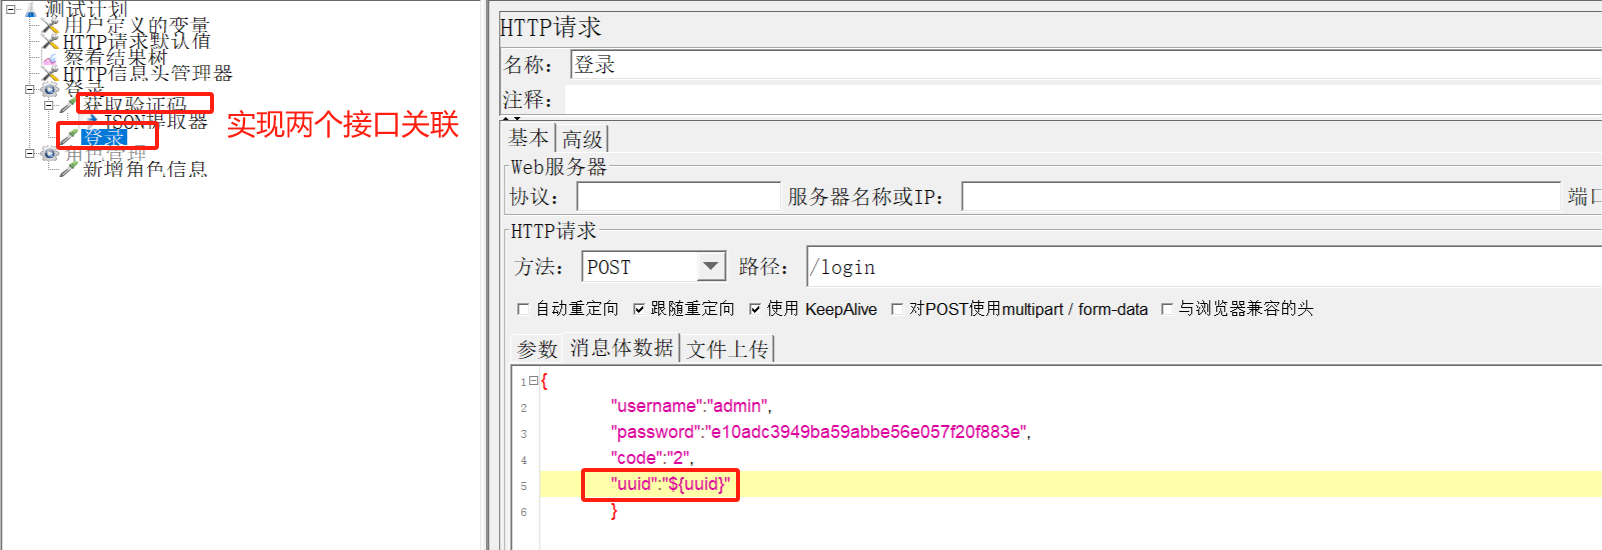 测试计划
用户定义的变量
HTTP请求默认值
察看结果树
HTTP信息头管理器
登录
获取验证码
JSON提取器
登录
角色管理
新增角色信息
实现两个接口关联
HTTP请求
名称： 登录
注释：
基本 高级
Web服务器
协议： 服务器名称或IP： 端口
HTTP请求
方法： POST 路径： /login
自动重定向 跟随重定向 使用 KeepAlive 对POST使用multipart / form-data 与浏览器兼容的头
参数 消息体数据 文件上传
1 {
2 "username":"admin",
3 "password":"e10adc3949ba59abbe56e057f20f883e",
4 "code":"2",
5 "uuid":"${uuid}"
6 }